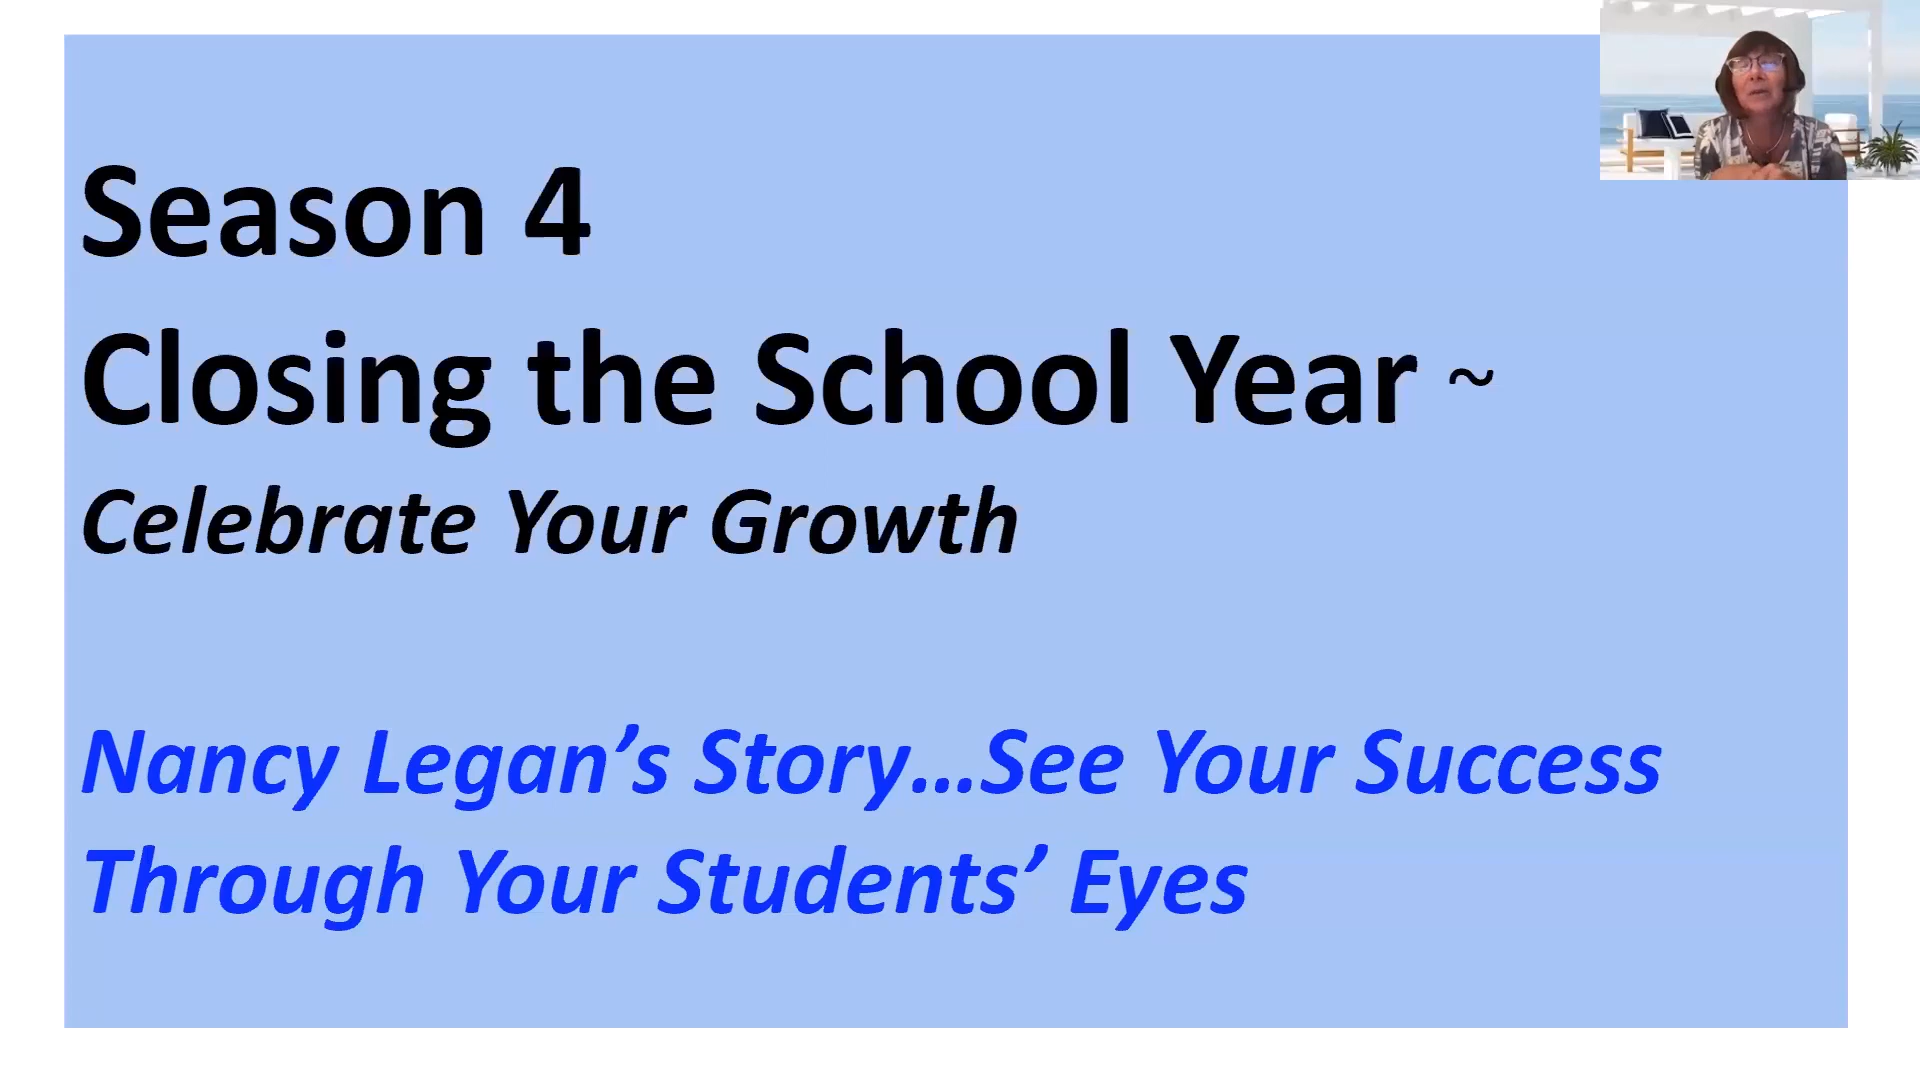 Season 4
Closing the School Year ~
Celebrate Your Growth
Nancy Legan’s Story...See Your Success
Through Your Students’ Eyes